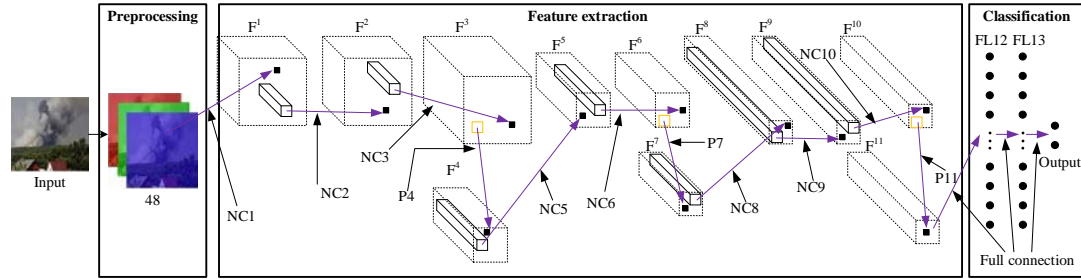 Preprocessing
Feature extraction
Classification
F1 F2 F3 F5 F6 F8 F9 F10
FL12 FL13
NC10
NC3
F4 F7 F11
P4 P7 P11
Input
48
NC1 NC2 NC5 NC6 NC8 NC9
Output
Full connection